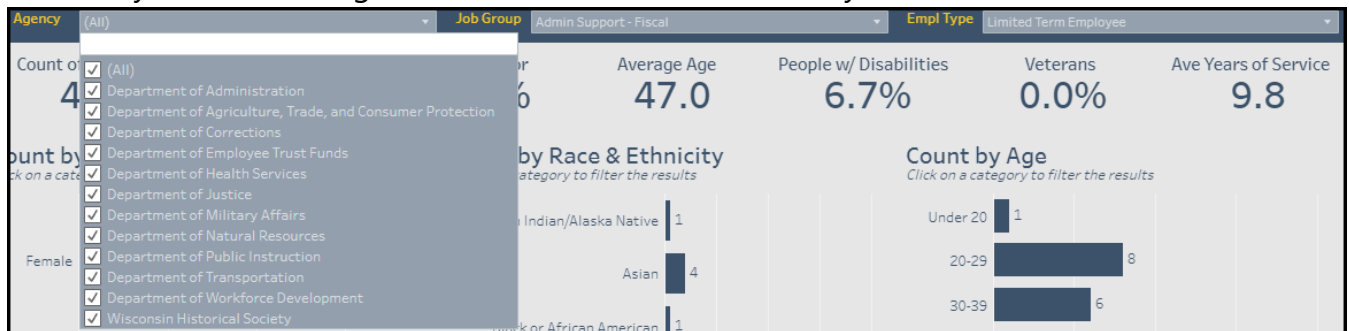 Agency (All) Job Group Admin Support - Fiscal Empl Type Limited Term Employee
Count Average Age People w/ Disabilities Veterans Ave Years of Service
4 % 47.0 6.7% 0.0% 9.8
(All)
Department of Administration
Department of Agriculture, Trade, and Consumer Protection
Department of Corrections
Department of Employee Trust Funds
Department of Health Services
Department of Justice
Department of Military Affairs
Department of Natural Resources
Department of Public Instruction
Department of Transportation
Department of Workforce Development
Wisconsin Historical Society
by Race & Ethnicity
category to filter the results
Indian/Alaska Native 1
Asian 4
or African American 1
Count by Age
Click on a category to filter the results
Under 20 1
20-29 8
30-39 6
Female